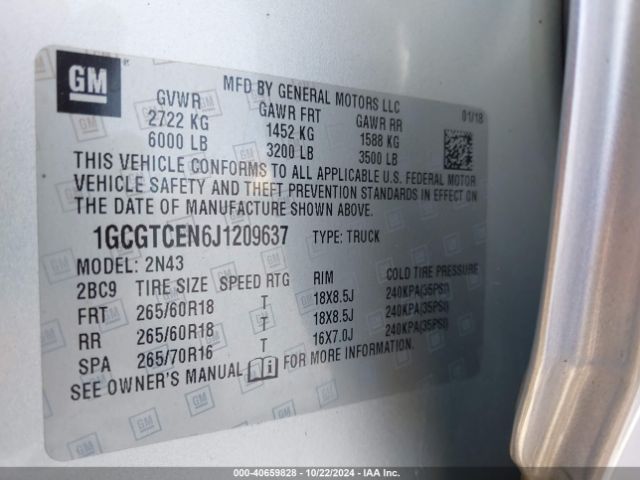 GM
MFD BY GENERAL MOTORS LLC
01/18
GVWR GAWR FRT GAWR RR
2722 KG 1452 KG 1588 KG
6000 LB 3200 LB 3500 LB
THIS VEHICLE CONFORMS TO ALL APPLICABLE U.S. FEDERAL MOTOR
VEHICLE SAFETY AND THEFT PREVENTION STANDARDS IN EFFECT ON
THE DATE OF MANUFACTURE SHOWN ABOVE.
1GCGTCEN6J1209637 TYPE: TRUCK
MODEL: 2N43
2BC9 TIRE SIZE SPEED RTG RIM COLD TIRE PRESSURE
FRT 265/60R18 T 18X8.5J 240KPA(35PSI)
RR 265/60R18 T 18X8.5J 240KPA(35PSI)
SPA 265/70R16 T 16X7.0J 240KPA(35PSI)
SEE OWNER'S MANUAL FOR MORE INFORMATION.
000-40659828 - 10/22/2024 - IAA Inc.